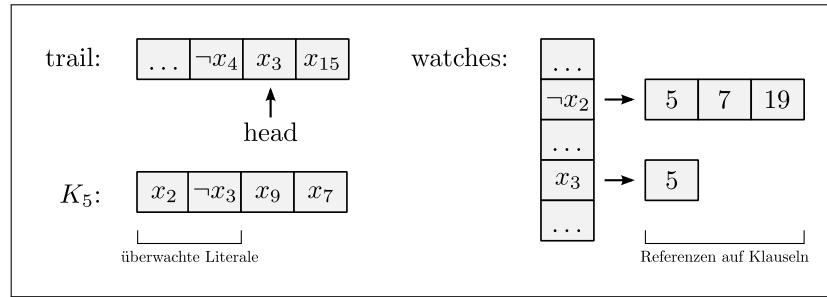 trail: … ¬x₄ x₃ x₁₅
head
K₅: x₂ ¬x₃ x₉ x₇
überwachte Literale
watches:
…
¬x₂ 5 7 19
…
x₃ 5
…
Referenzen auf Klauseln